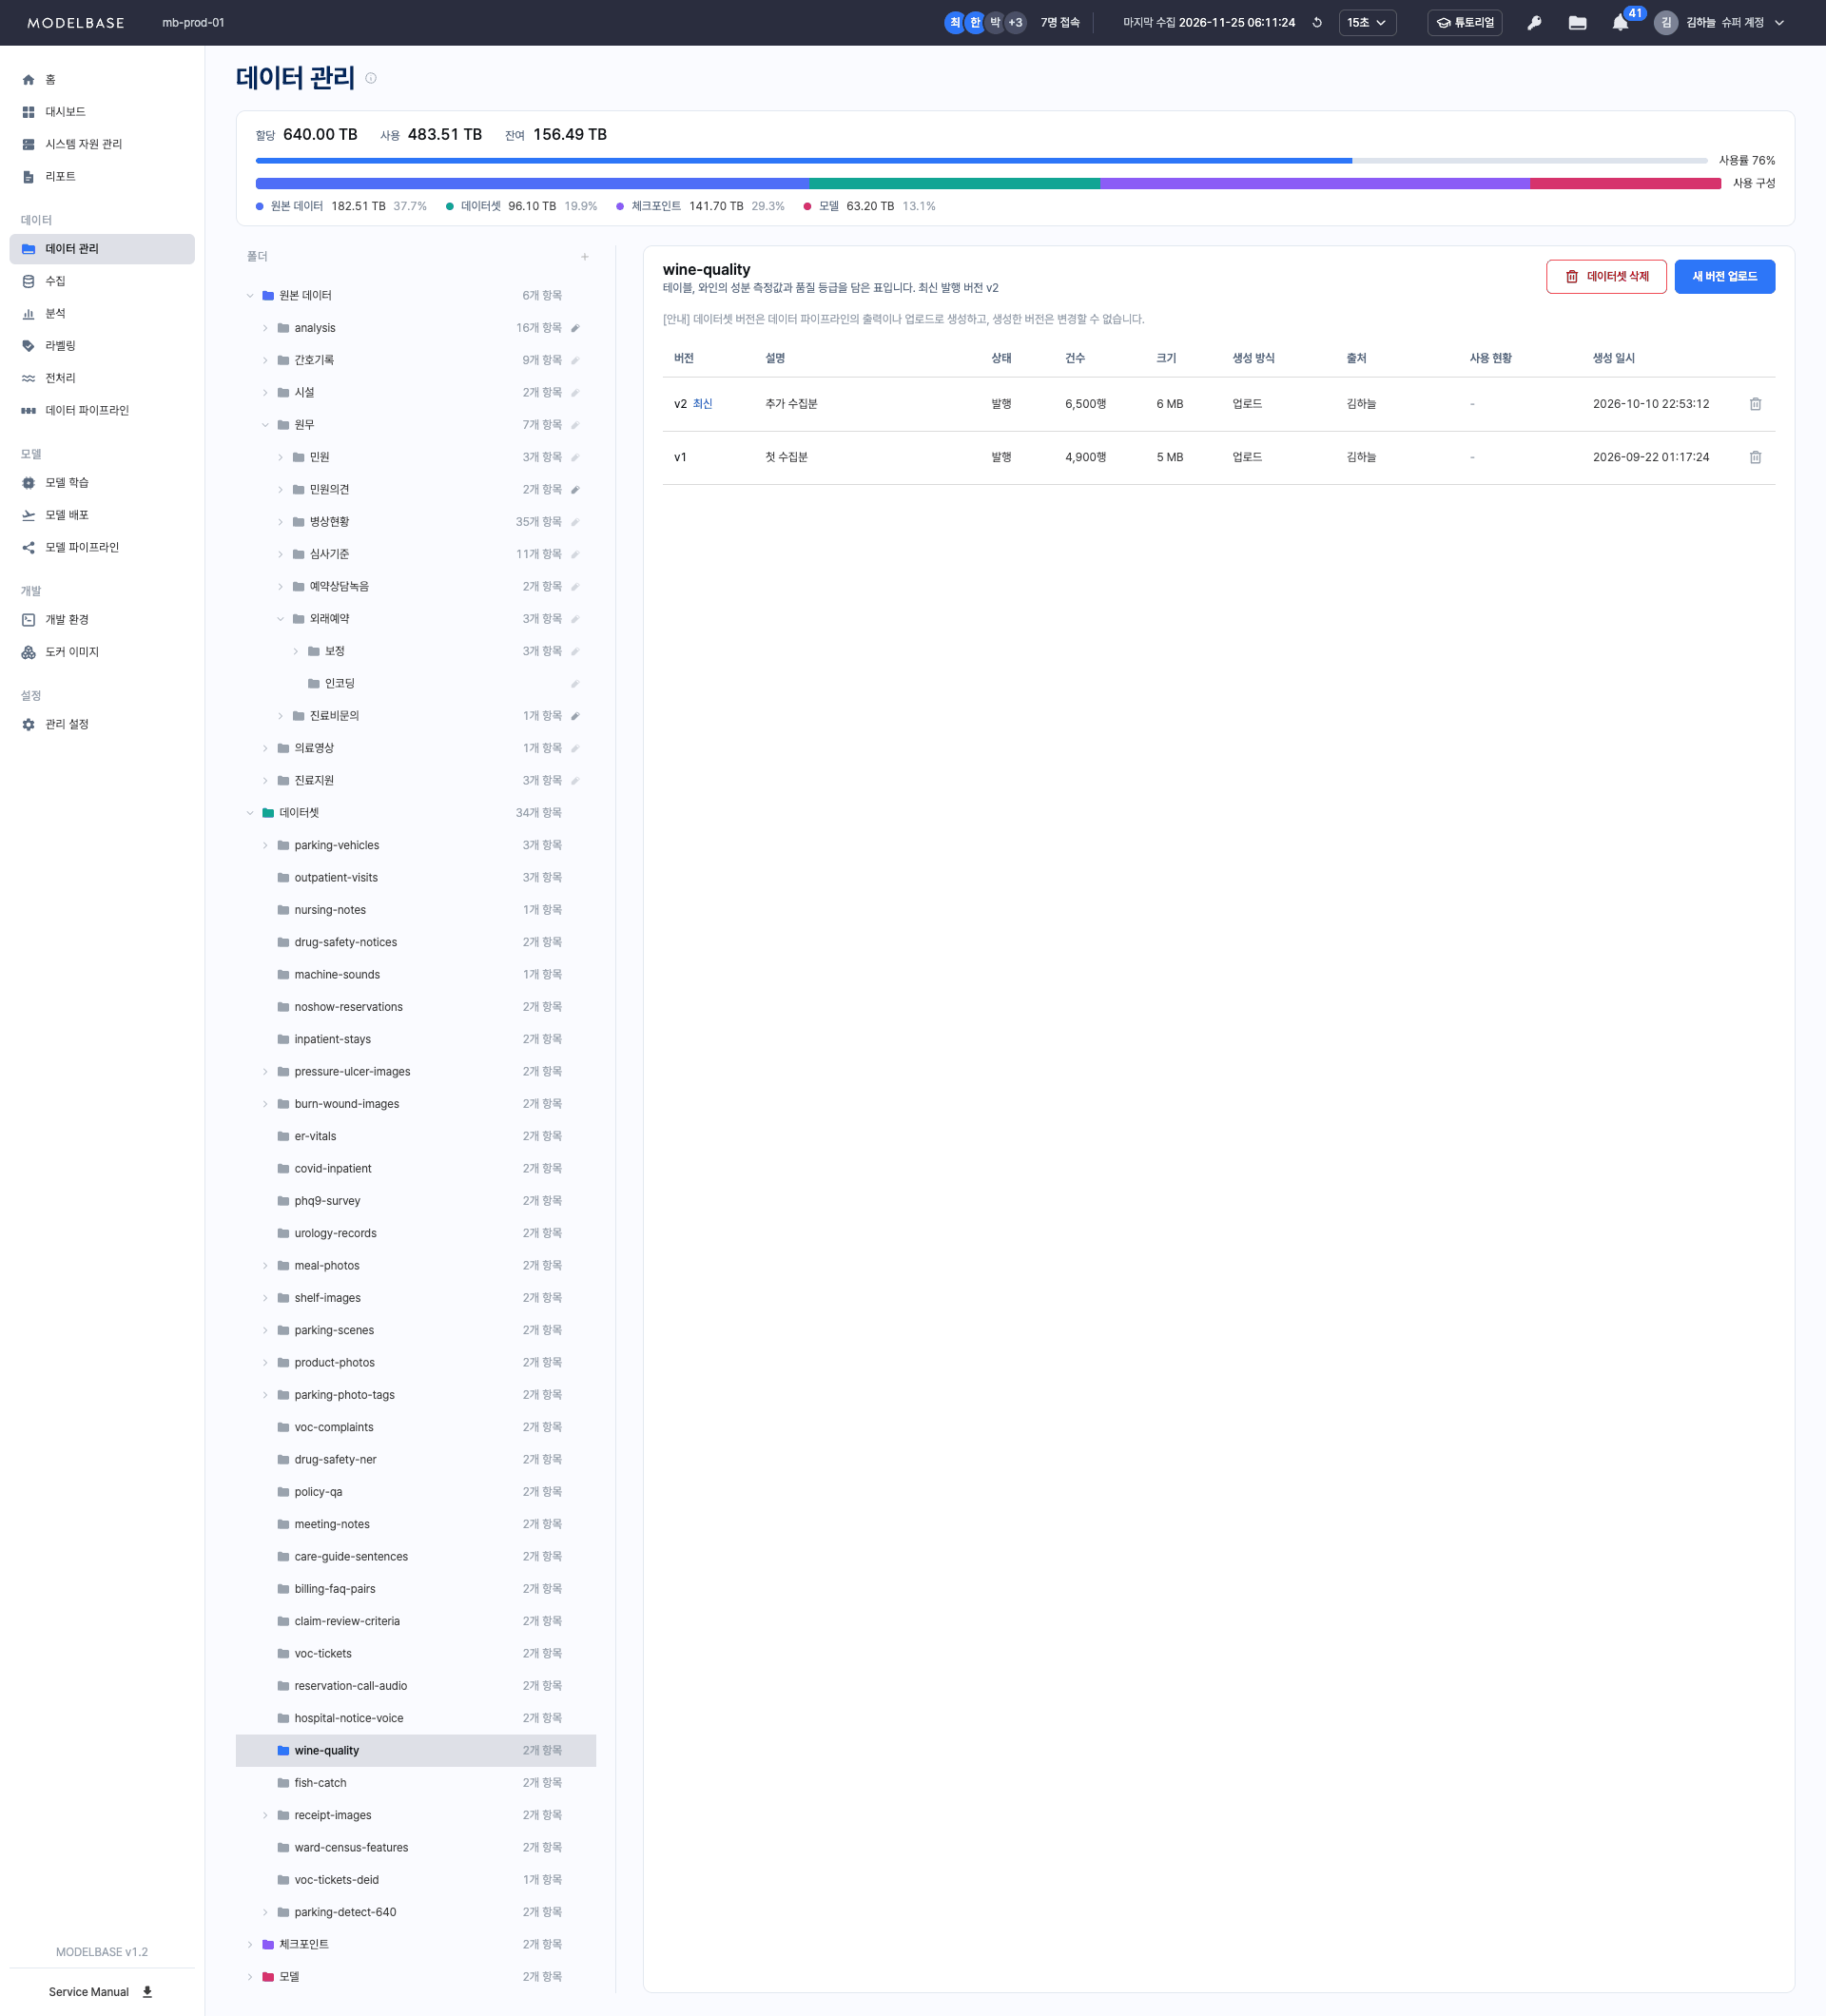 MODELBASE
mb-prod-01
최 한 박 +3 7명 접속
마지막 수집 2026-11-25 06:11:24
15초
튜토리얼
41
김 김하늘 슈퍼 계정
홈
대시보드
시스템 자원 관리
리포트
데이터
데이터 관리
수집
분석
라벨링
전처리
데이터 파이프라인
모델
모델 학습
모델 배포
모델 파이프라인
개발
개발 환경
도커 이미지
설정
관리 설정
MODELBASE v1.2
Service Manual
데이터 관리
할당 640.00 TB 사용 483.51 TB 잔여 156.49 TB
사용률 76%
사용 구성
원본 데이터 182.51 TB 37.7% 데이터셋 96.10 TB 19.9% 체크포인트 141.70 TB 29.3% 모델 63.20 TB 13.1%
폴더
원본 데이터 6개 항목
analysis 16개 항목
간호기록 9개 항목
시설 2개 항목
원무 7개 항목
민원 3개 항목
민원의견 2개 항목
병상현황 35개 항목
심사기준 11개 항목
예약상담녹음 2개 항목
외래예약 3개 항목
보정 3개 항목
인코딩
진료비문의 1개 항목
의료영상 1개 항목
진료지원 3개 항목
데이터셋 34개 항목
parking-vehicles 3개 항목
outpatient-visits 3개 항목
nursing-notes 1개 항목
drug-safety-notices 2개 항목
machine-sounds 1개 항목
noshow-reservations 2개 항목
inpatient-stays 2개 항목
pressure-ulcer-images 2개 항목
burn-wound-images 2개 항목
er-vitals 2개 항목
covid-inpatient 2개 항목
phq9-survey 2개 항목
urology-records 2개 항목
meal-photos 2개 항목
shelf-images 2개 항목
parking-scenes 2개 항목
product-photos 2개 항목
parking-photo-tags 2개 항목
voc-complaints 2개 항목
drug-safety-ner 2개 항목
policy-qa 2개 항목
meeting-notes 2개 항목
care-guide-sentences 2개 항목
billing-faq-pairs 2개 항목
claim-review-criteria 2개 항목
voc-tickets 2개 항목
reservation-call-audio 2개 항목
hospital-notice-voice 2개 항목
wine-quality 2개 항목
fish-catch 2개 항목
receipt-images 2개 항목
ward-census-features 2개 항목
voc-tickets-deid 1개 항목
parking-detect-640 2개 항목
체크포인트 2개 항목
모델 2개 항목
wine-quality
테이블, 와인의 성분 측정값과 품질 등급을 담은 표입니다. 최신 발행 버전 v2
데이터셋 삭제
새 버전 업로드
[안내] 데이터셋 버전은 데이터 파이프라인의 출력이나 업로드로 생성하고, 생성한 버전은 변경할 수 없습니다.
버전 설명 상태 건수 크기 생성 방식 출처 사용 현황 생성 일시
v2 최신 추가 수집분 발행 6,500행 6 MB 업로드 김하늘 - 2026-10-10 22:53:12
v1 첫 수집분 발행 4,900행 5 MB 업로드 김하늘 - 2026-09-22 01:17:24